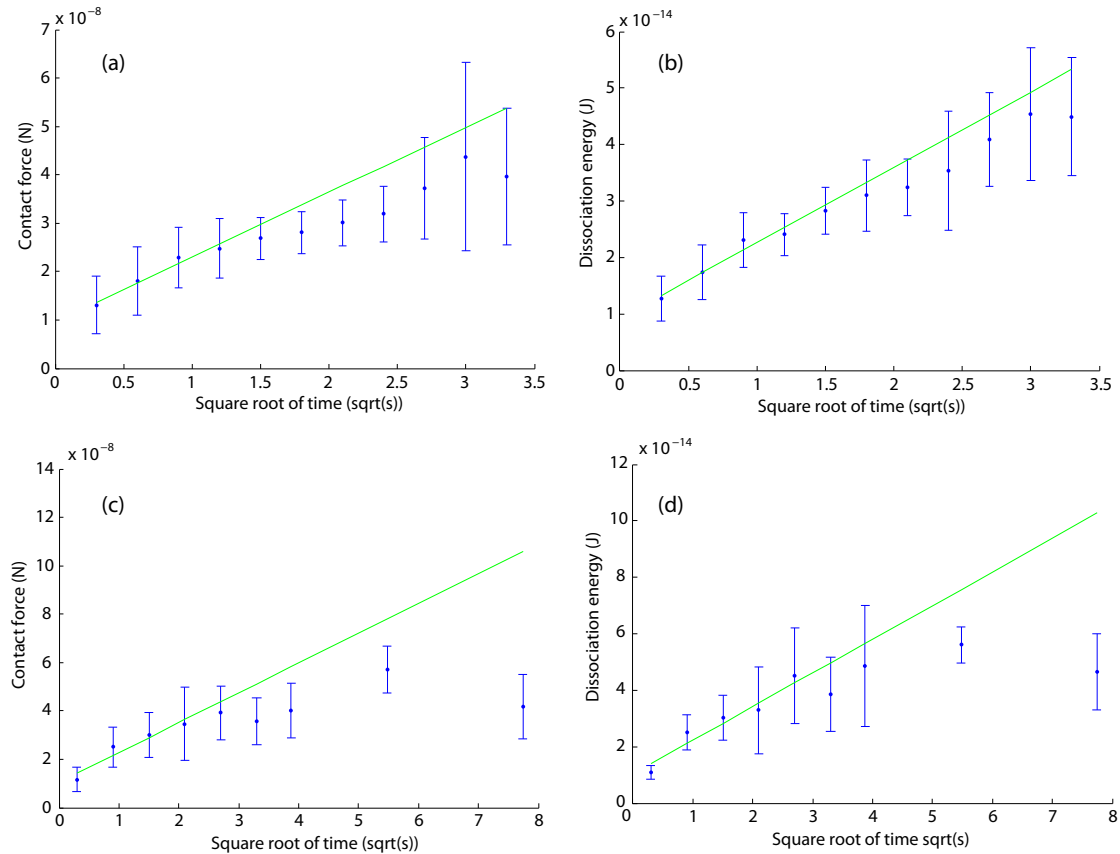 x 10⁻⁸
(a)
Contact force (N)
7
6
5
4
3
2
1
0
0 0.5 1 1.5 2 2.5 3 3.5
Square root of time (sqrt(s))
x 10⁻¹⁴
(b)
Dissociation energy (J)
6
5
4
3
2
1
0
0 0.5 1 1.5 2 2.5 3 3.5
Square root of time (sqrt(s))
x 10⁻⁸
(c)
Contact force (N)
14
12
10
8
6
4
2
0
0 1 2 3 4 5 6 7 8
Square root of time (sqrt(s))
x 10⁻¹⁴
(d)
Dissociation energy (J)
12
10
8
6
4
2
0
0 1 2 3 4 5 6 7 8
Square root of time sqrt(s)